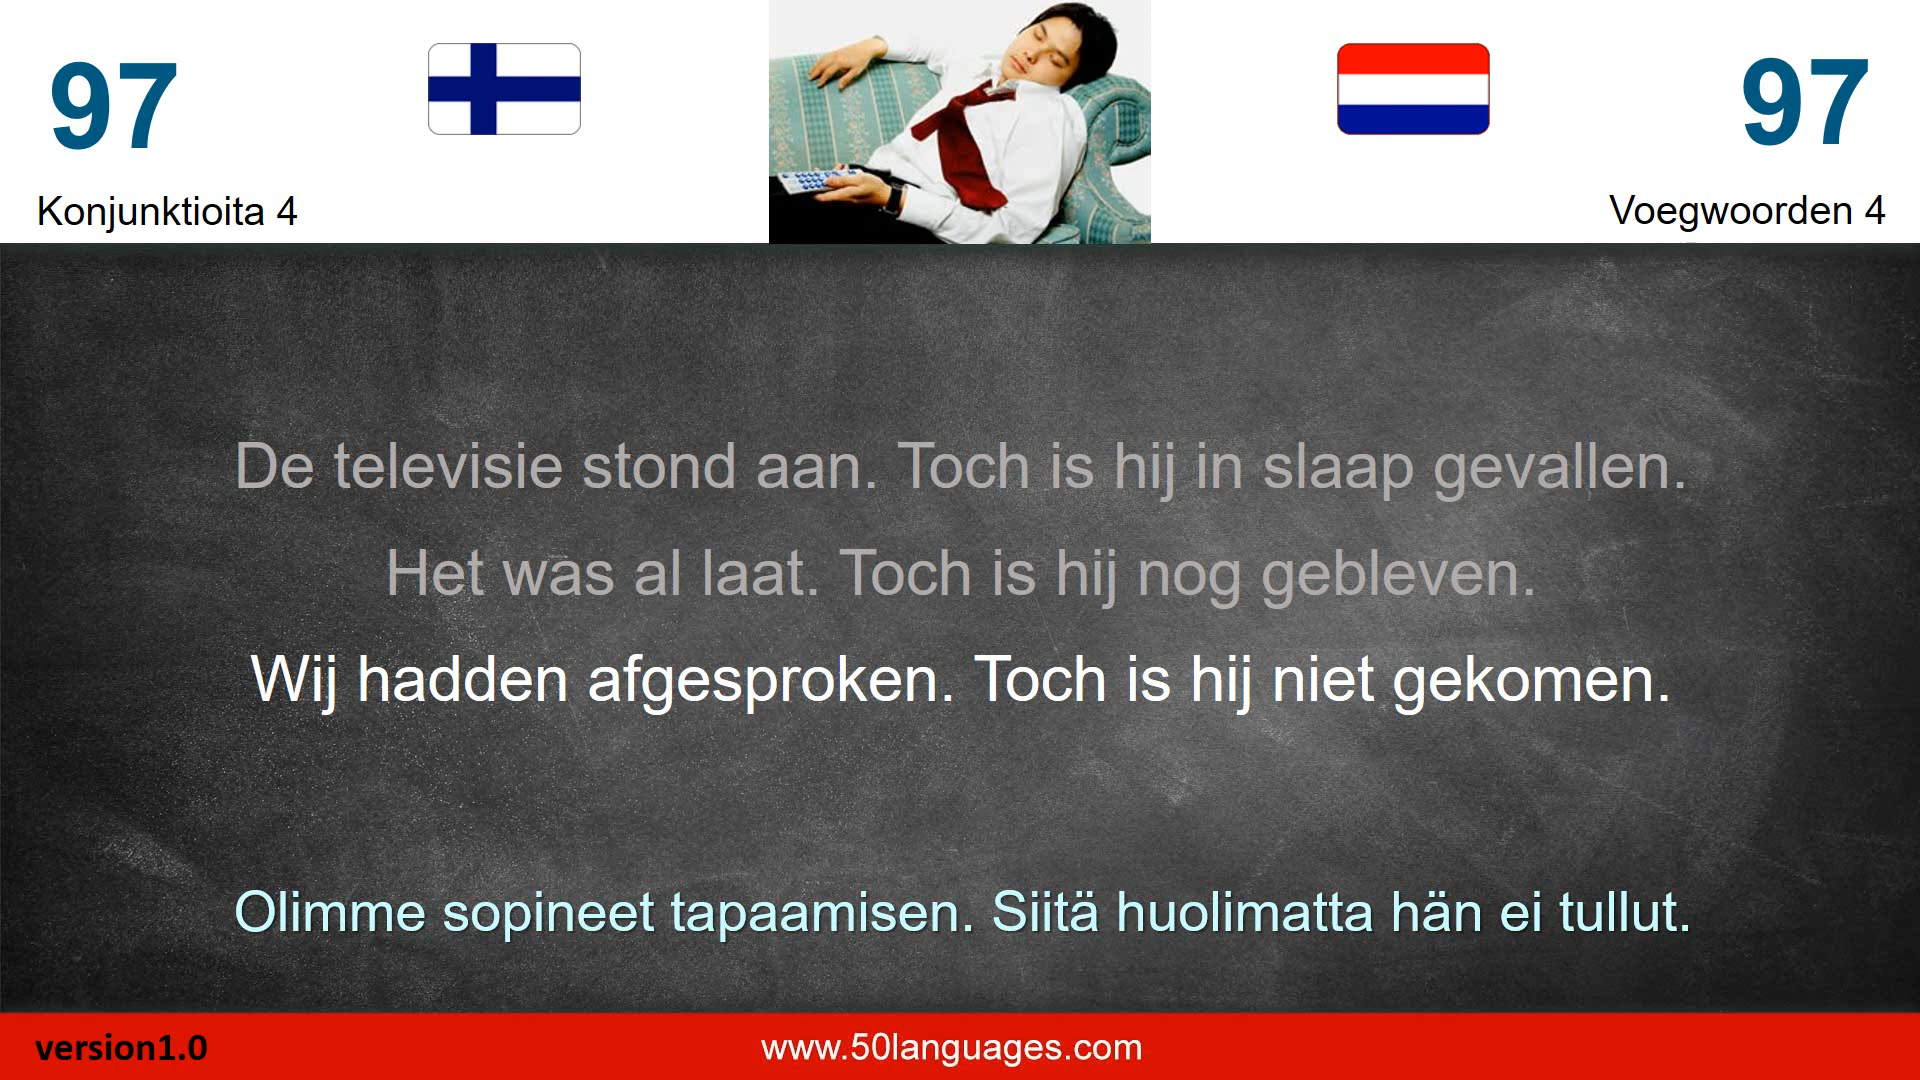 97
97
Konjunktioita 4
Voegwoorden 4
De televisie stond aan. Toch is hij in slaap gevallen.
Het was al laat. Toch is hij nog gebleven.
Wij hadden afgesproken. Toch is hij niet gekomen.
Olimme sopineet tapaamisen. Siitä huolimatta hän ei tullut.
version1.0
www.50languages.com